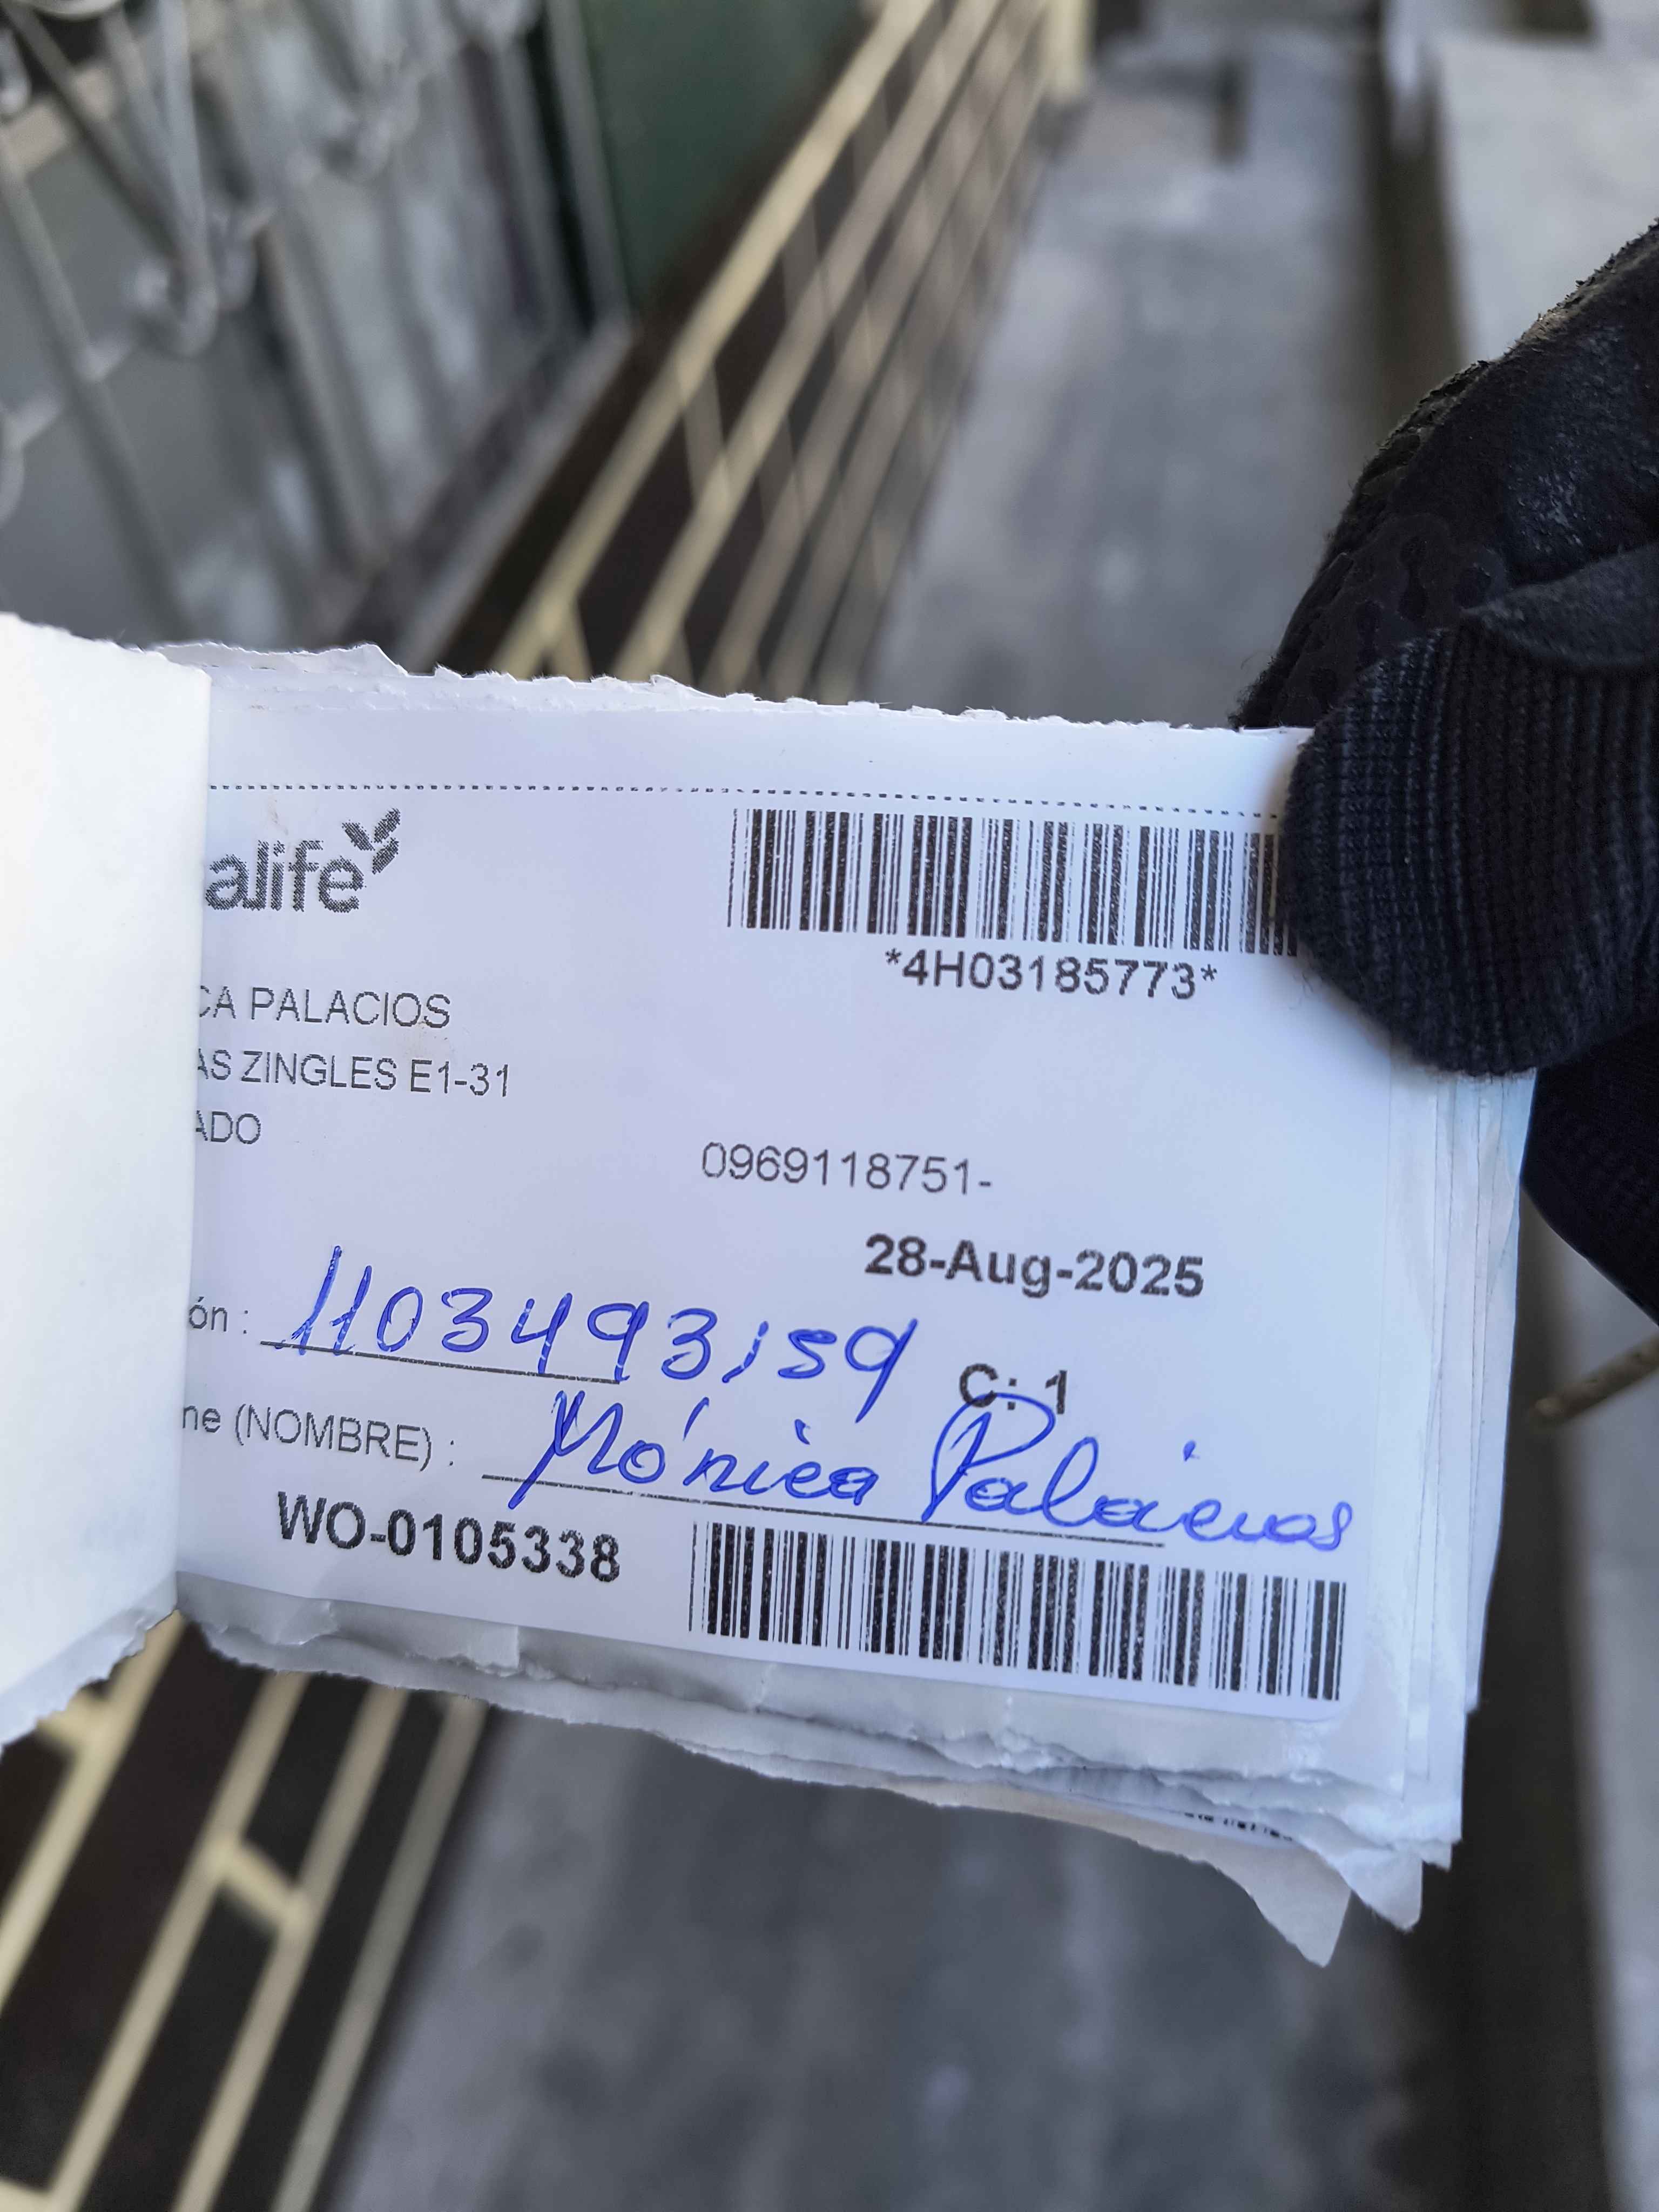 alife
*4H03185773*
CA PALACIOS
AS ZINGLES E1-31
ADO
0969118751-
28-Aug-2025
ón : 1103493159
C: 1
ne (NOMBRE) : Mónica Palacios
WO-0105338